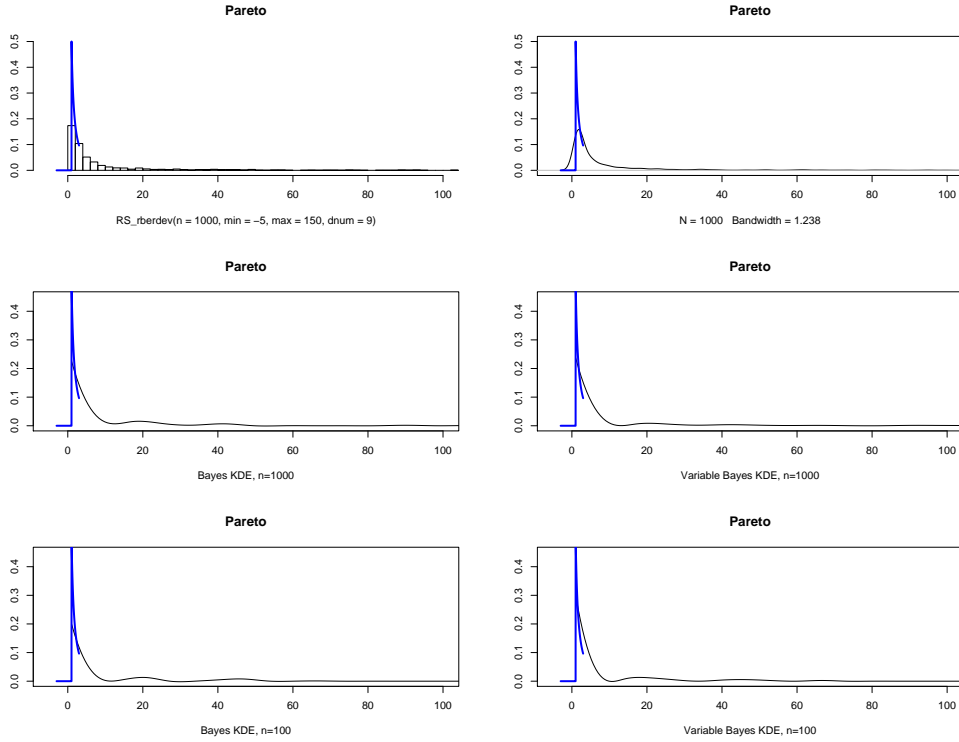 Pareto
Pareto
0.0 0.1 0.2 0.3 0.4 0.5
0 20 40 60 80 100
RS_rberdev(n = 1000, min = −5, max = 150, dnum = 9)
0.0 0.1 0.2 0.3 0.4 0.5
0 20 40 60 80 100
N = 1000 Bandwidth = 1.238
Pareto
Pareto
0.0 0.1 0.2 0.3 0.4
0 20 40 60 80 100
Bayes KDE, n=1000
0.0 0.1 0.2 0.3 0.4
0 20 40 60 80 100
Variable Bayes KDE, n=1000
Pareto
Pareto
0.0 0.1 0.2 0.3 0.4
0 20 40 60 80 100
Bayes KDE, n=100
0.0 0.1 0.2 0.3 0.4
0 20 40 60 80 100
Variable Bayes KDE, n=100